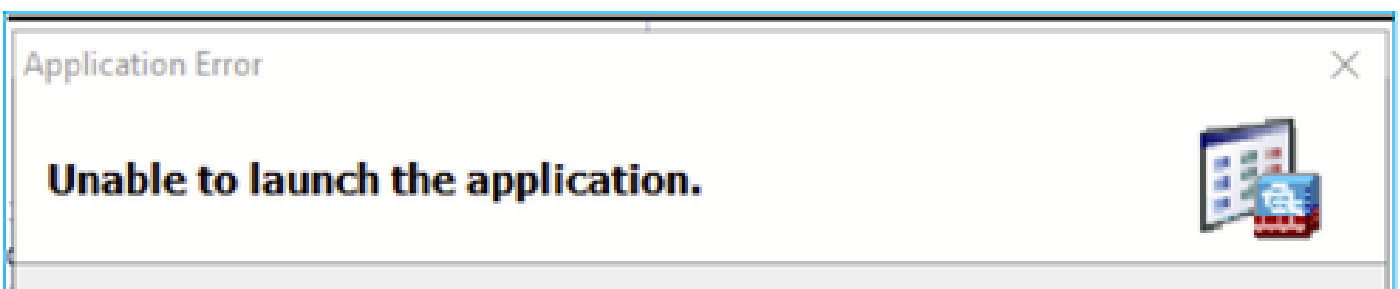 Application Error
Unable to launch the application.